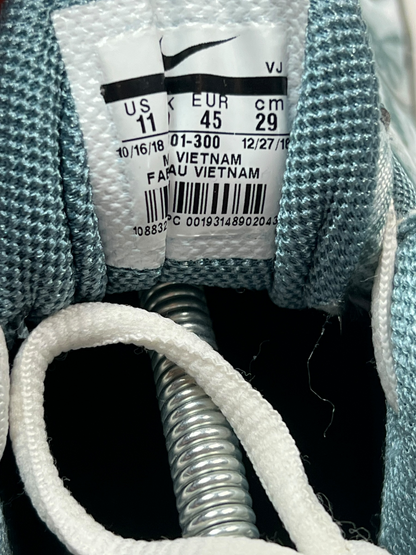 VJ
US EUR cm
11 45 29
01-300
10/16/18 12/27/18
VIETNAM
FA AU VIETNAM
10883 PC 0019314890204